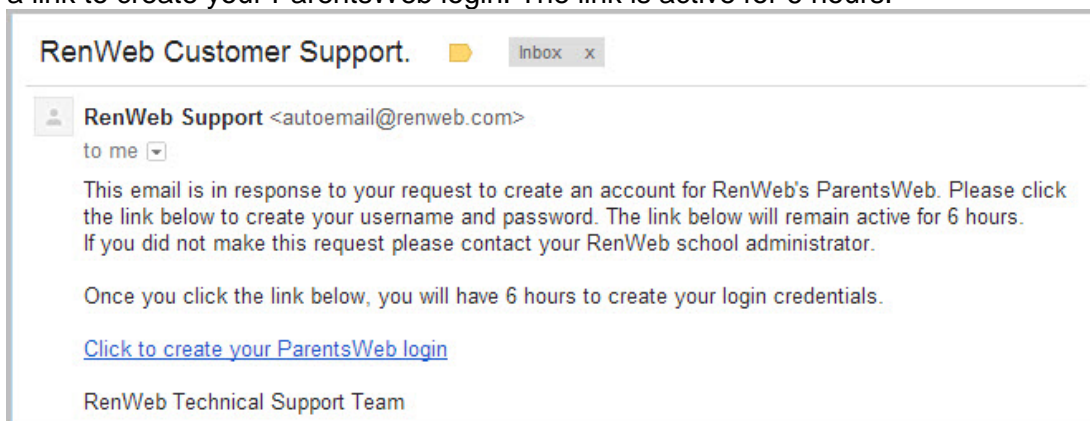 a link to create your ParentsWeb login. The link is active for 6 hours.
RenWeb Customer Support.
Inbox x
RenWeb Support <autoemail@renweb.com>
to me
This email is in response to your request to create an account for RenWeb's ParentsWeb. Please click
the link below to create your username and password. The link below will remain active for 6 hours.
If you did not make this request please contact your RenWeb school administrator.
Once you click the link below, you will have 6 hours to create your login credentials.
Click to create your ParentsWeb login
RenWeb Technical Support Team